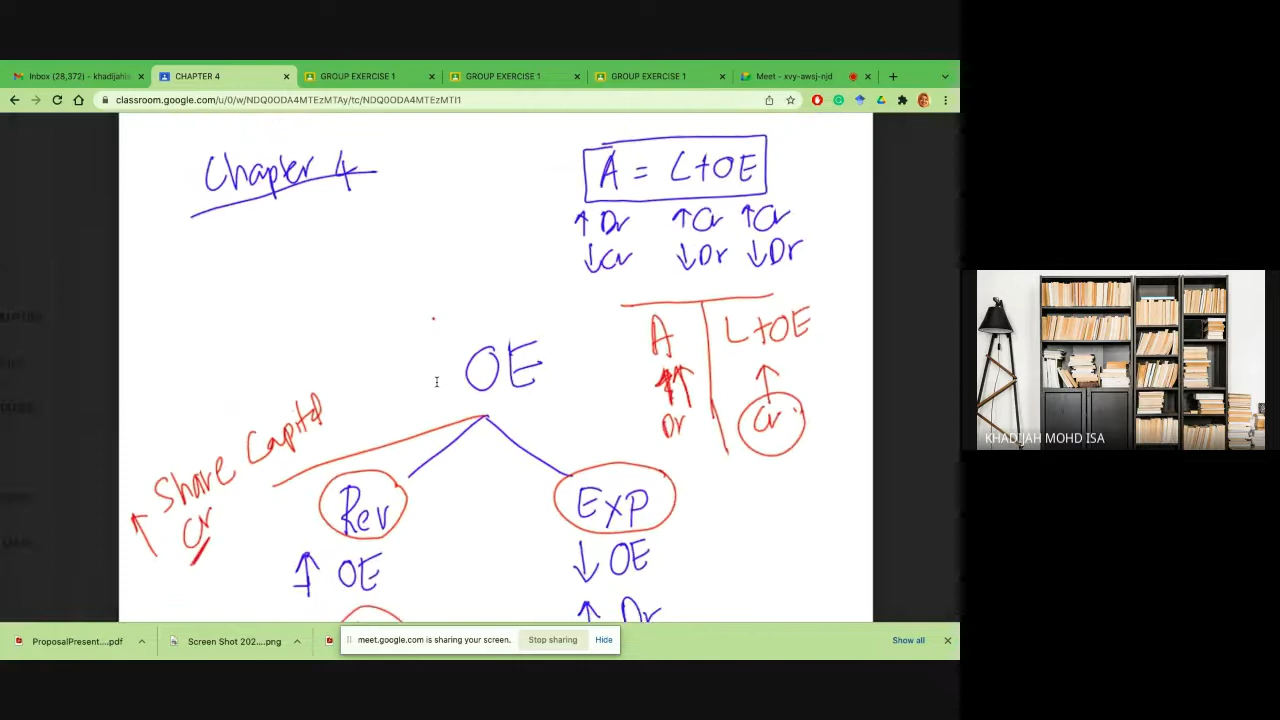 Inbox (28,372) - khadijahis
CHAPTER 4
GROUP EXERCISE 1
GROUP EXERCISE 1
GROUP EXERCISE 1
Meet - xvy-awsj-njd
classroom.google.com/u/0/w/NDQ0ODA4MTEzMTAy/tc/NDQ0ODA4MTEzMTI1
Chapter 4
A = L+OE
↑ Dr ↑ Cr ↑ Cr
↓ Cr ↓ Dr ↓ Dr
A L+OE
↑ ↑
Dr Cr
OE
Share Capital
↑ Cr
Rev Exp
↑ OE ↓ OE
↑ Dr
KHADIJAH MOHD ISA
ProposalPresent....pdf
Screen Shot 202....png
meet.google.com is sharing your screen.
Stop sharing
Hide
Show all